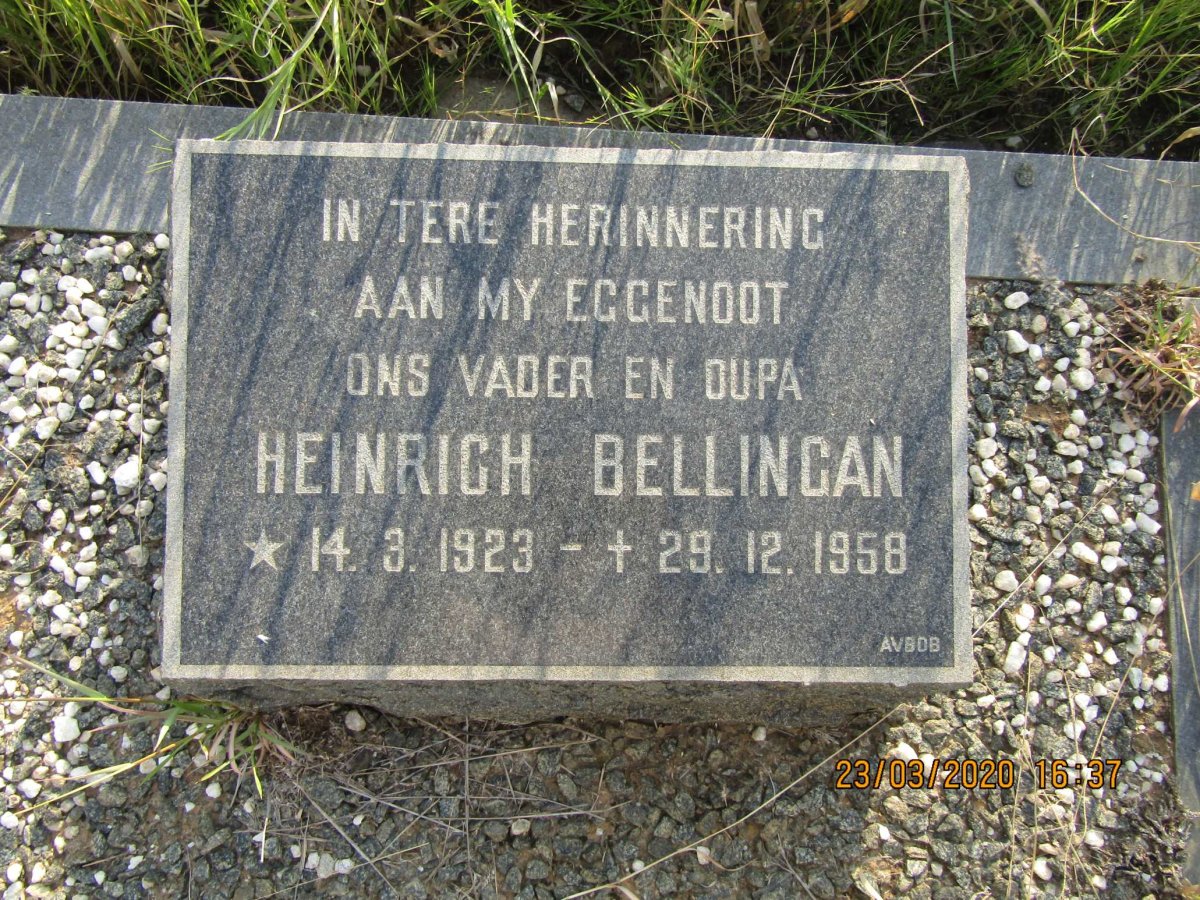 IN TERE HERINNERING
AAN MY EGGENOOT
ONS VADER EN OUPA
HEINRICH BELLINGAN
★ 14. 3. 1923 – + 29. 12. 1958
AVBOB
23/03/2020 16:37